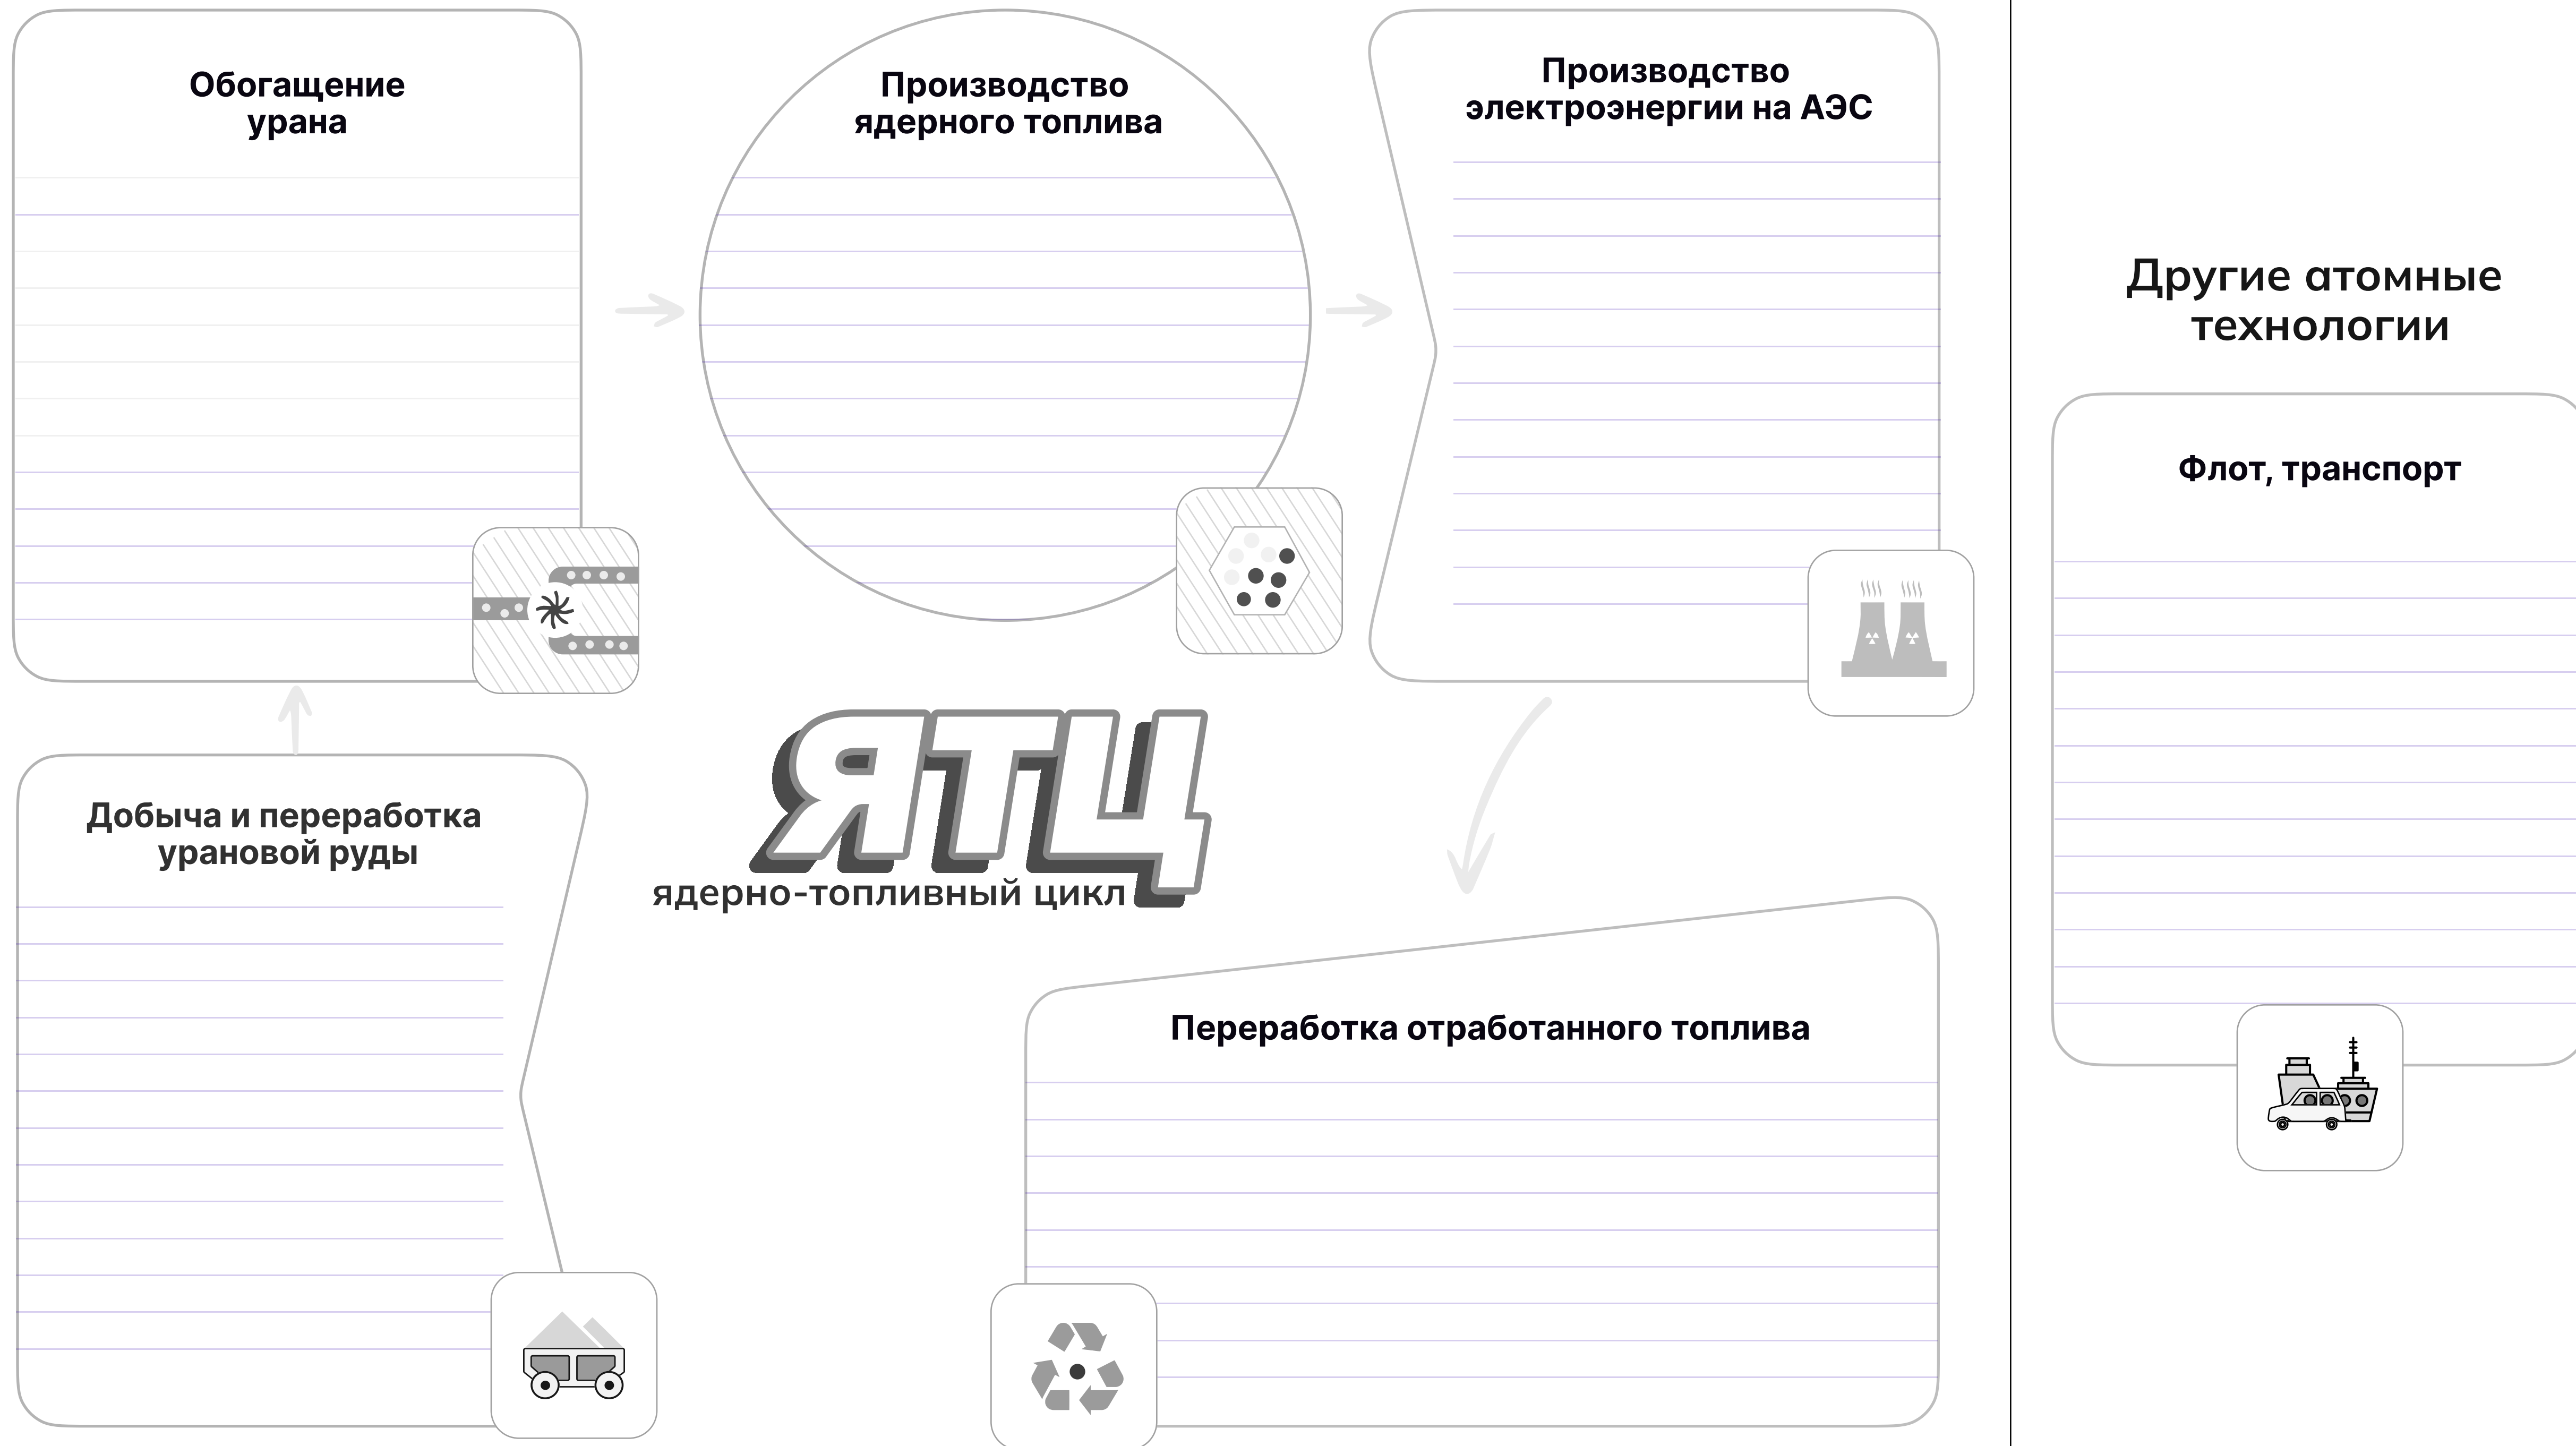 Обогащение
урана
Производство
ядерного топлива
Производство
электроэнергии на АЭС
Другие атомные
технологии
Флот, транспорт
ЯТЦ
ядерно-топливный цикл
Добыча и переработка
урановой руды
Переработка отработанного топлива